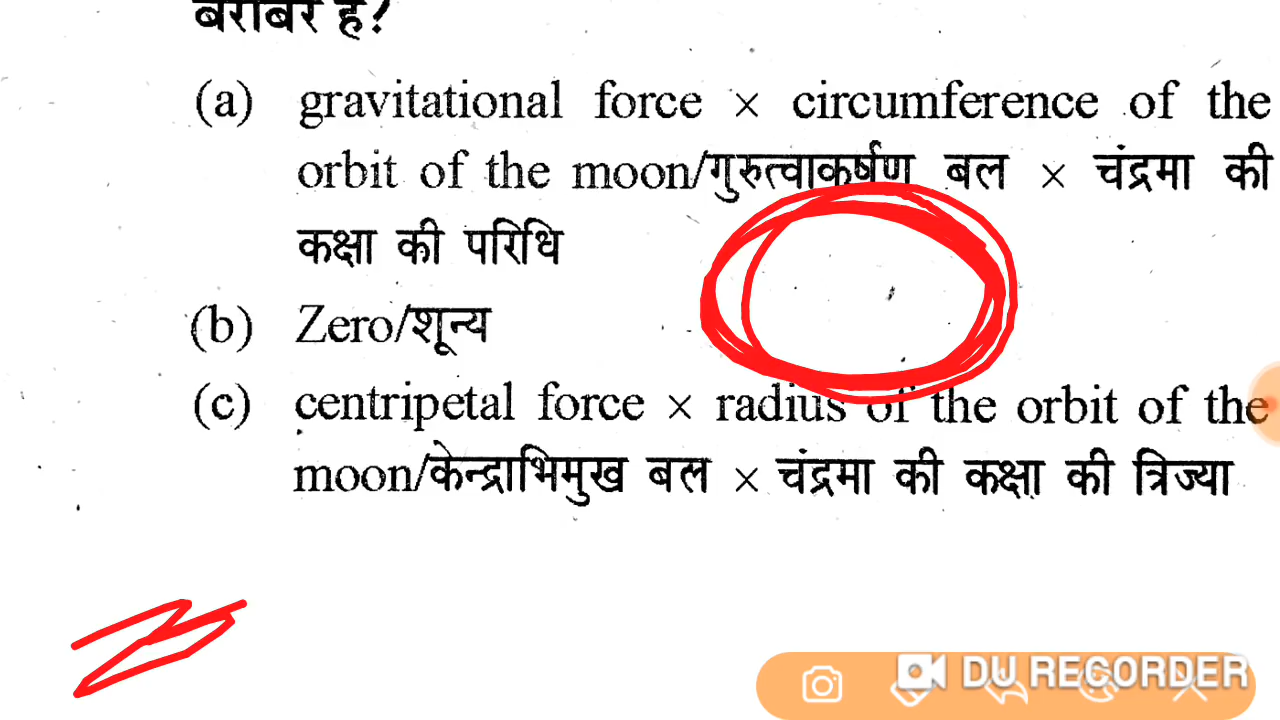 बराबर है?
(a) gravitational force × circumference of the
orbit of the moon/गुरुत्वाकर्षण बल × चंद्रमा की
कक्षा की परिधि
(b) Zero/शून्य
(c) centripetal force × radius of the orbit of the
moon/केन्द्राभिमुख बल × चंद्रमा की कक्षा की त्रिज्या
DU RECORDER